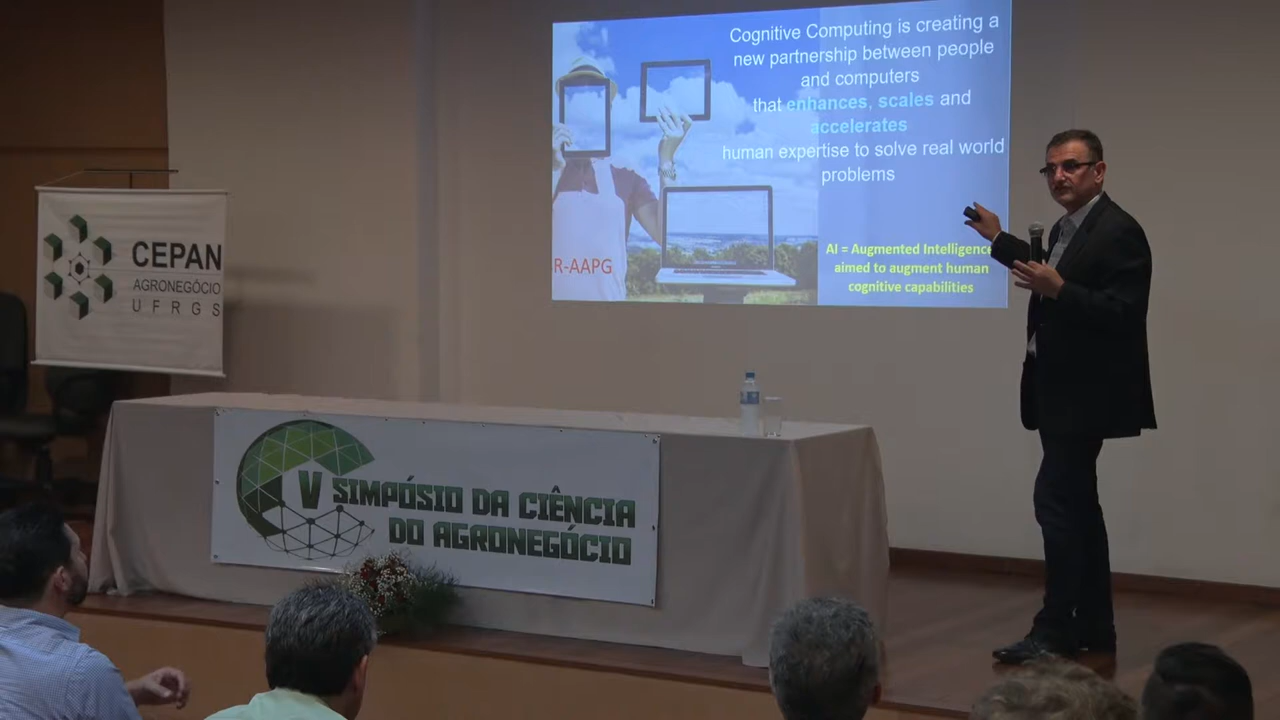 Cognitive Computing is creating a
new partnership between people
and computers
that enhances, scales and
accelerates
human expertise to solve real world
problems
R-AAPG
AI = Augmented Intelligence
aimed to augment human
cognitive capabilities
CEPAN
AGRONEGÓCIO
UFRGS
V SIMPÓSIO DA CIÊNCIA
DO AGRONEGÓCIO